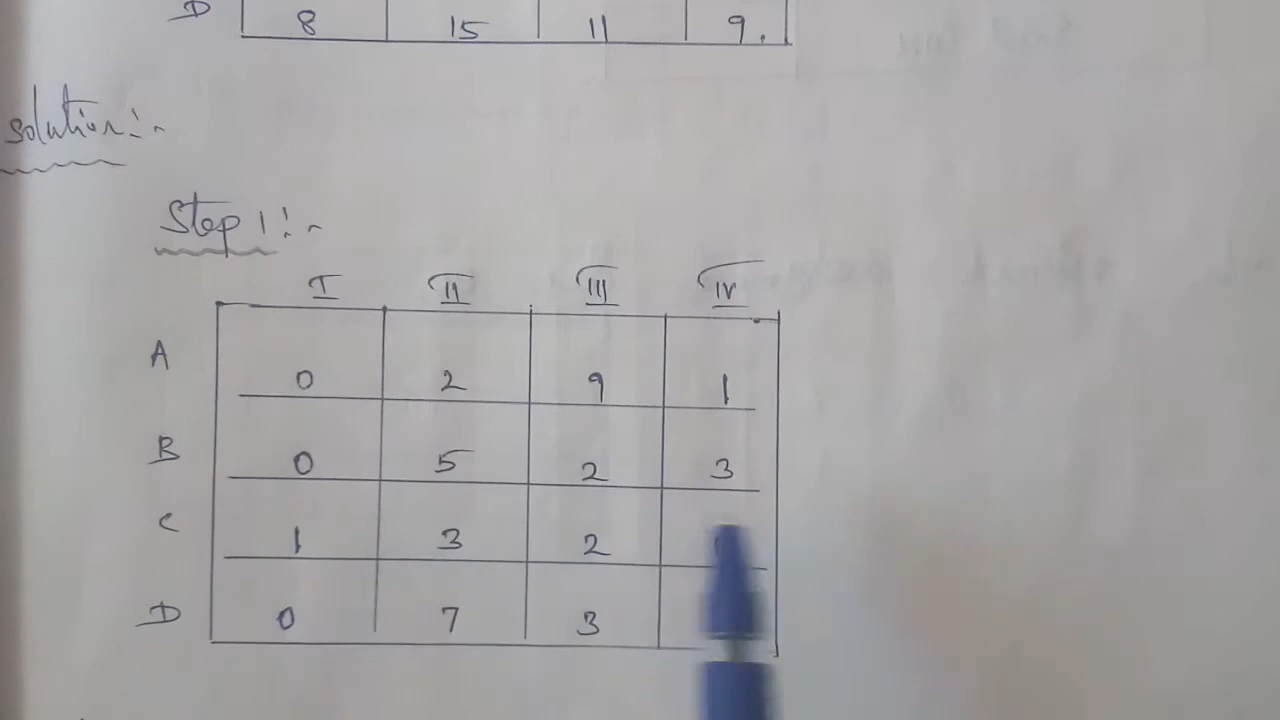 D 8 15 11 9.
Solution:-
Step 1:-
I II III IV
A 0 2 9 1
B 0 5 2 3
C 1 3 2
D 0 7 3